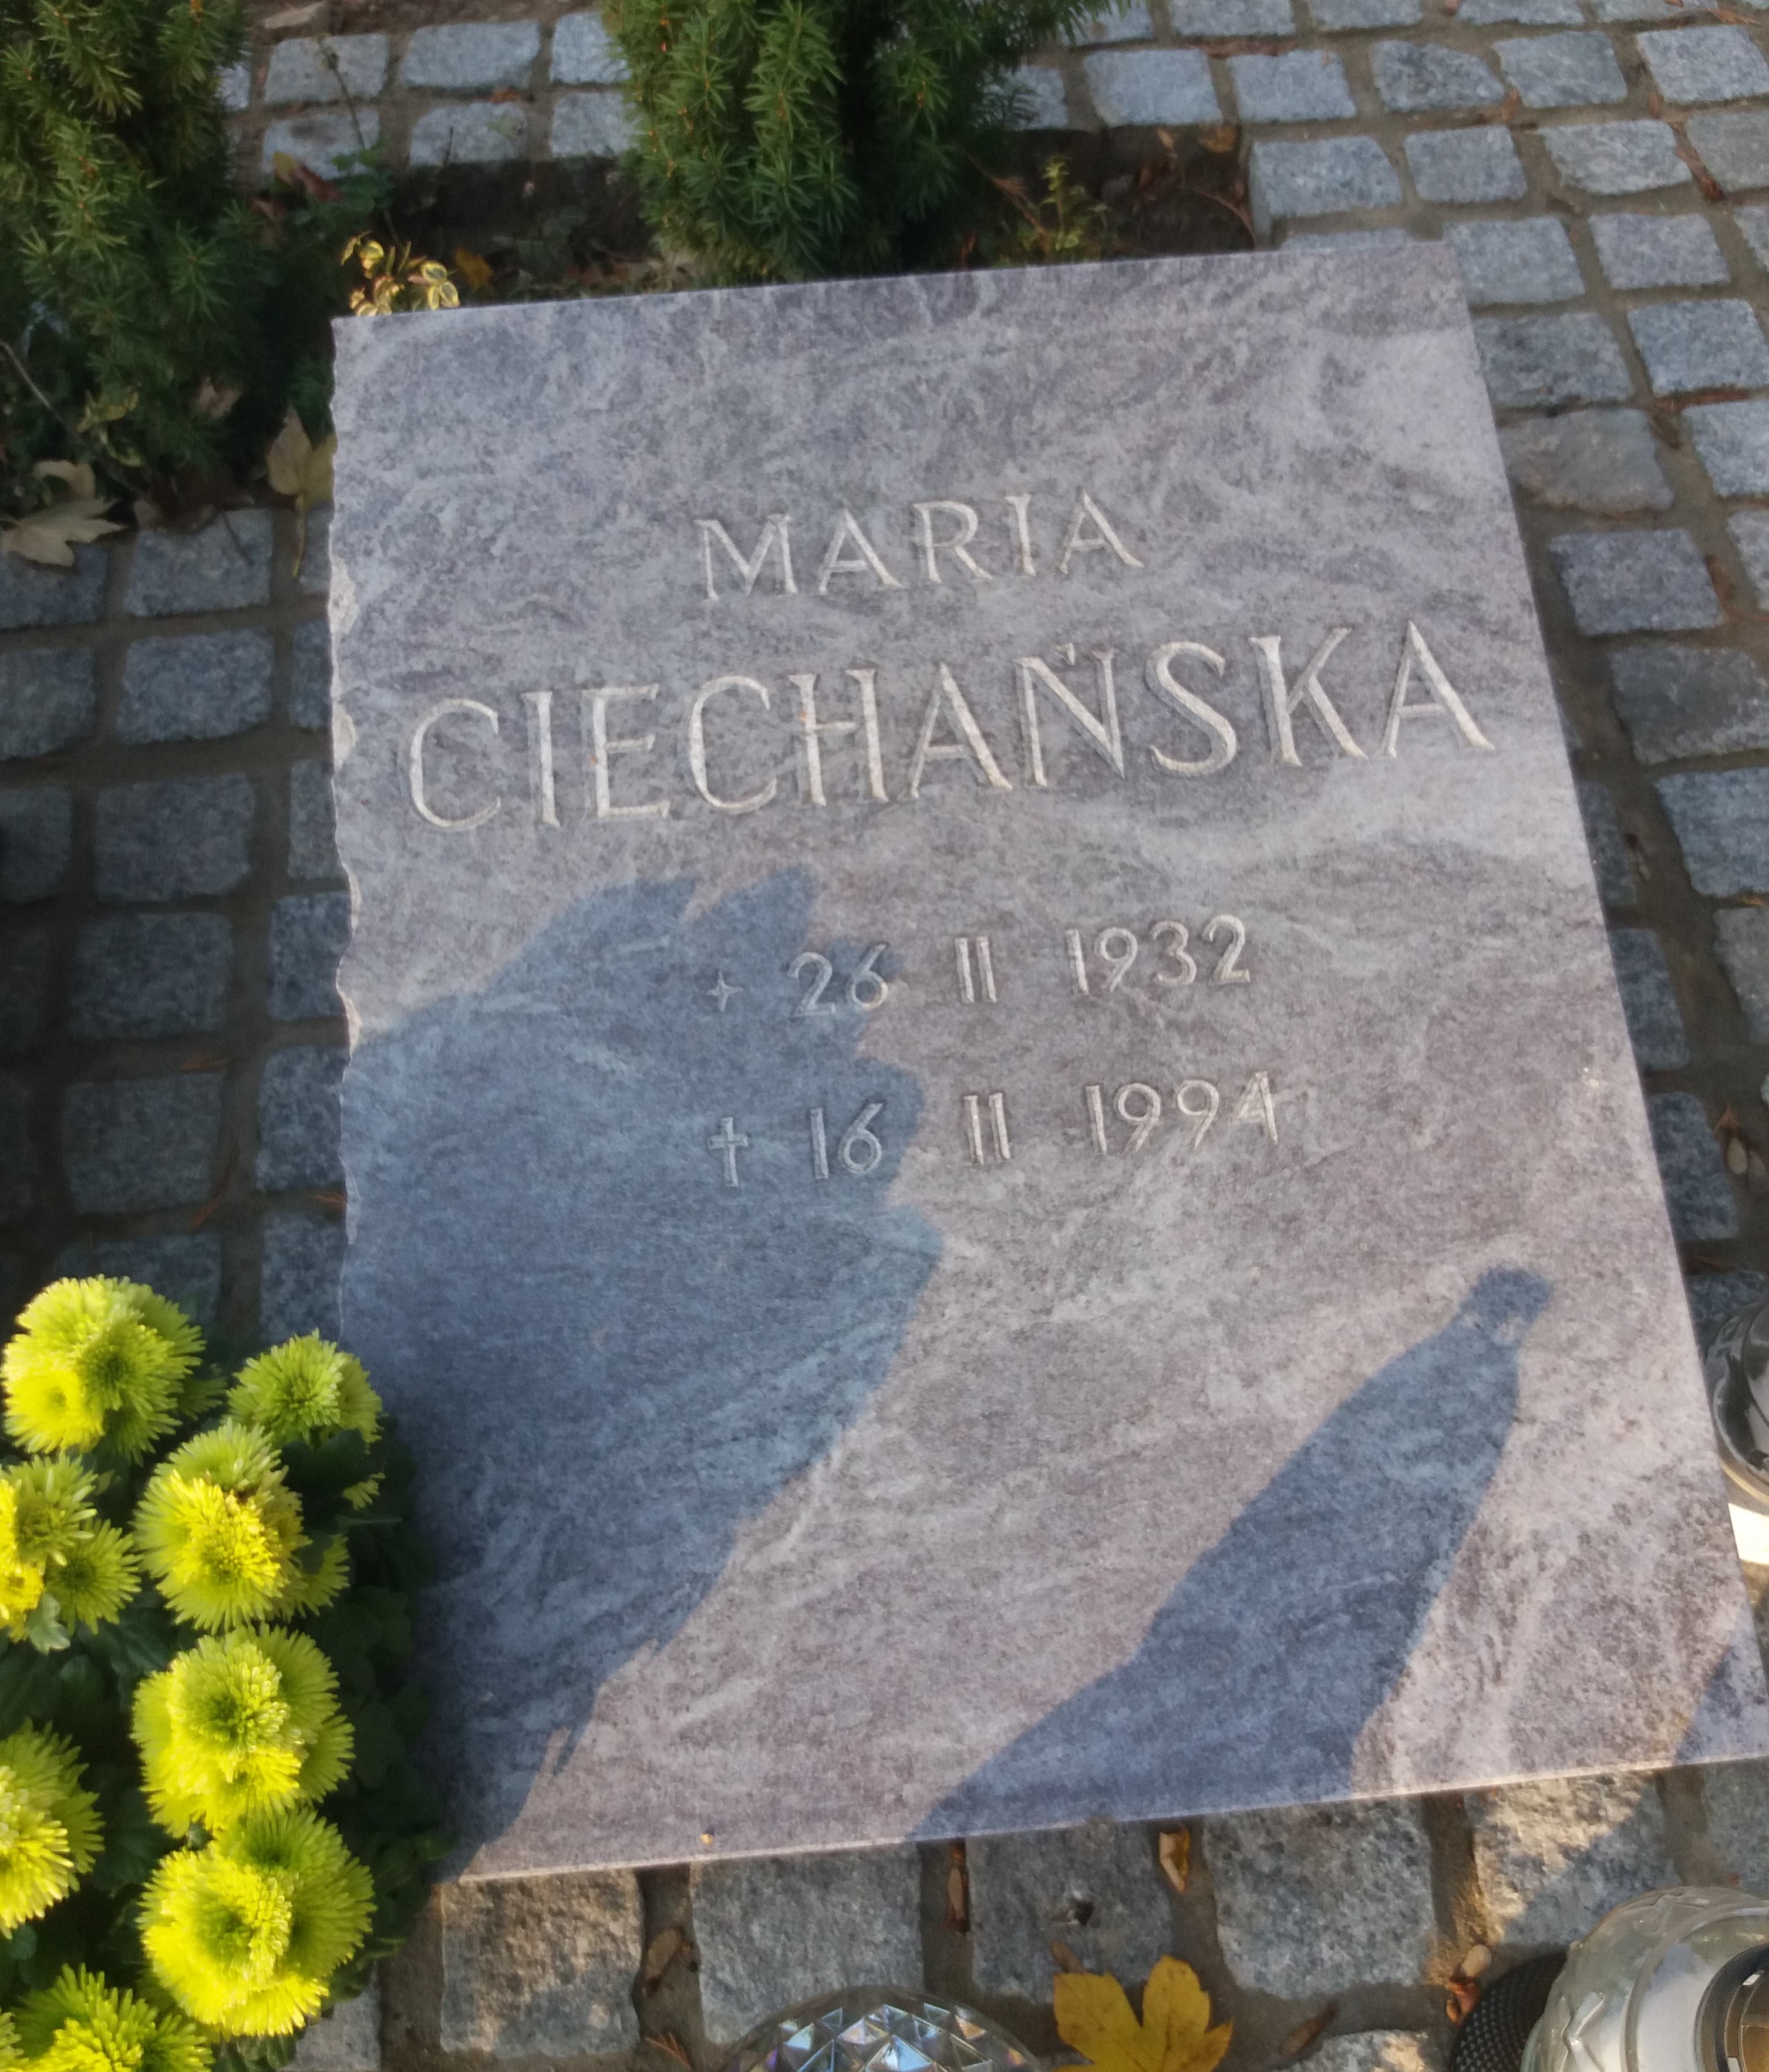 MARIA
CIECHAŃSKA
+ 26 II 1932
† 16 II 1994